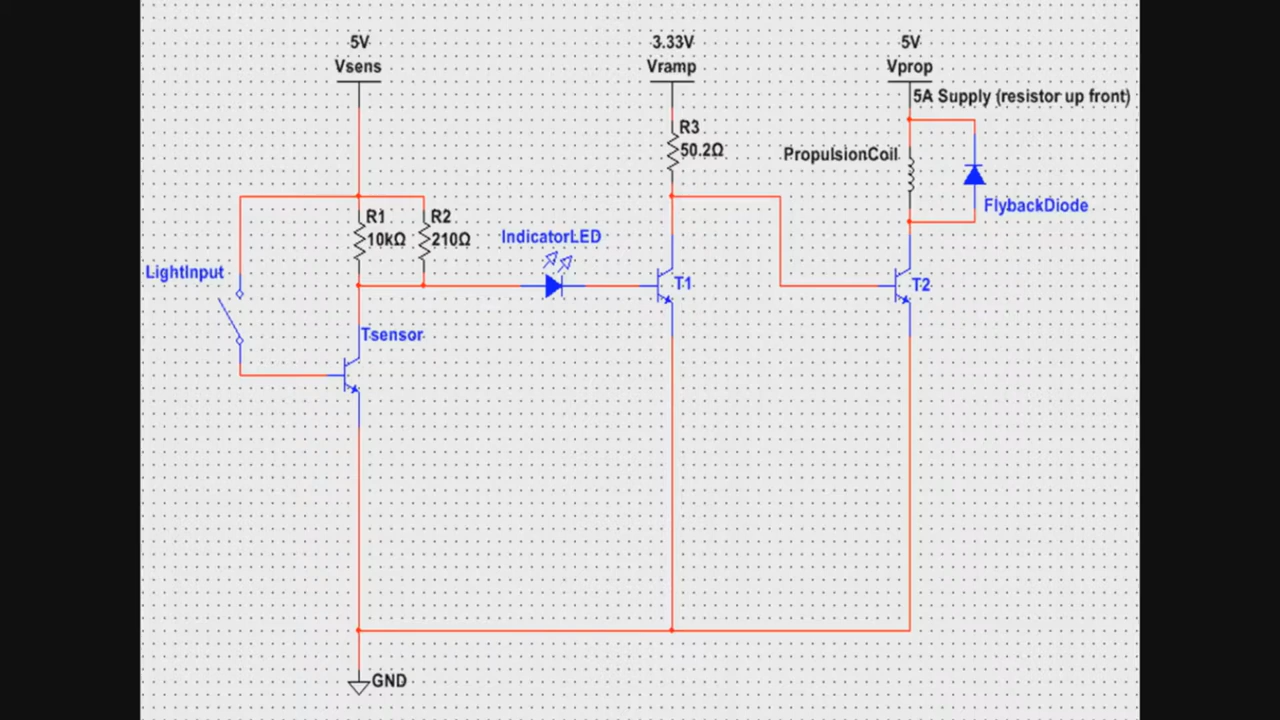 5V
Vsens
3.33V
Vramp
5V
Vprop
5A Supply (resistor up front)
R3
50.2Ω
PropulsionCoil
FlybackDiode
R1
10kΩ
R2
210Ω
IndicatorLED
LightInput
T1
T2
Tsensor
GND